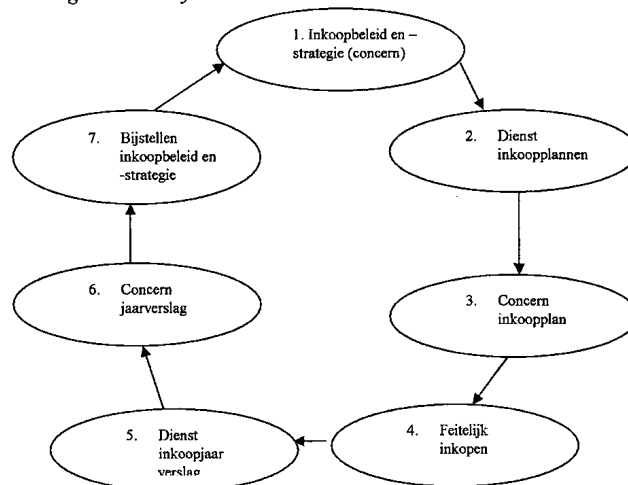 1. Inkoopbeleid en –
strategie (concern)
2. Dienst
inkoopplannen
3. Concern
inkoopplan
4. Feitelijk
inkopen
5. Dienst
inkoopjaar
verslag
6. Concern
jaarverslag
7. Bijstellen
inkoopbeleid en
-strategie